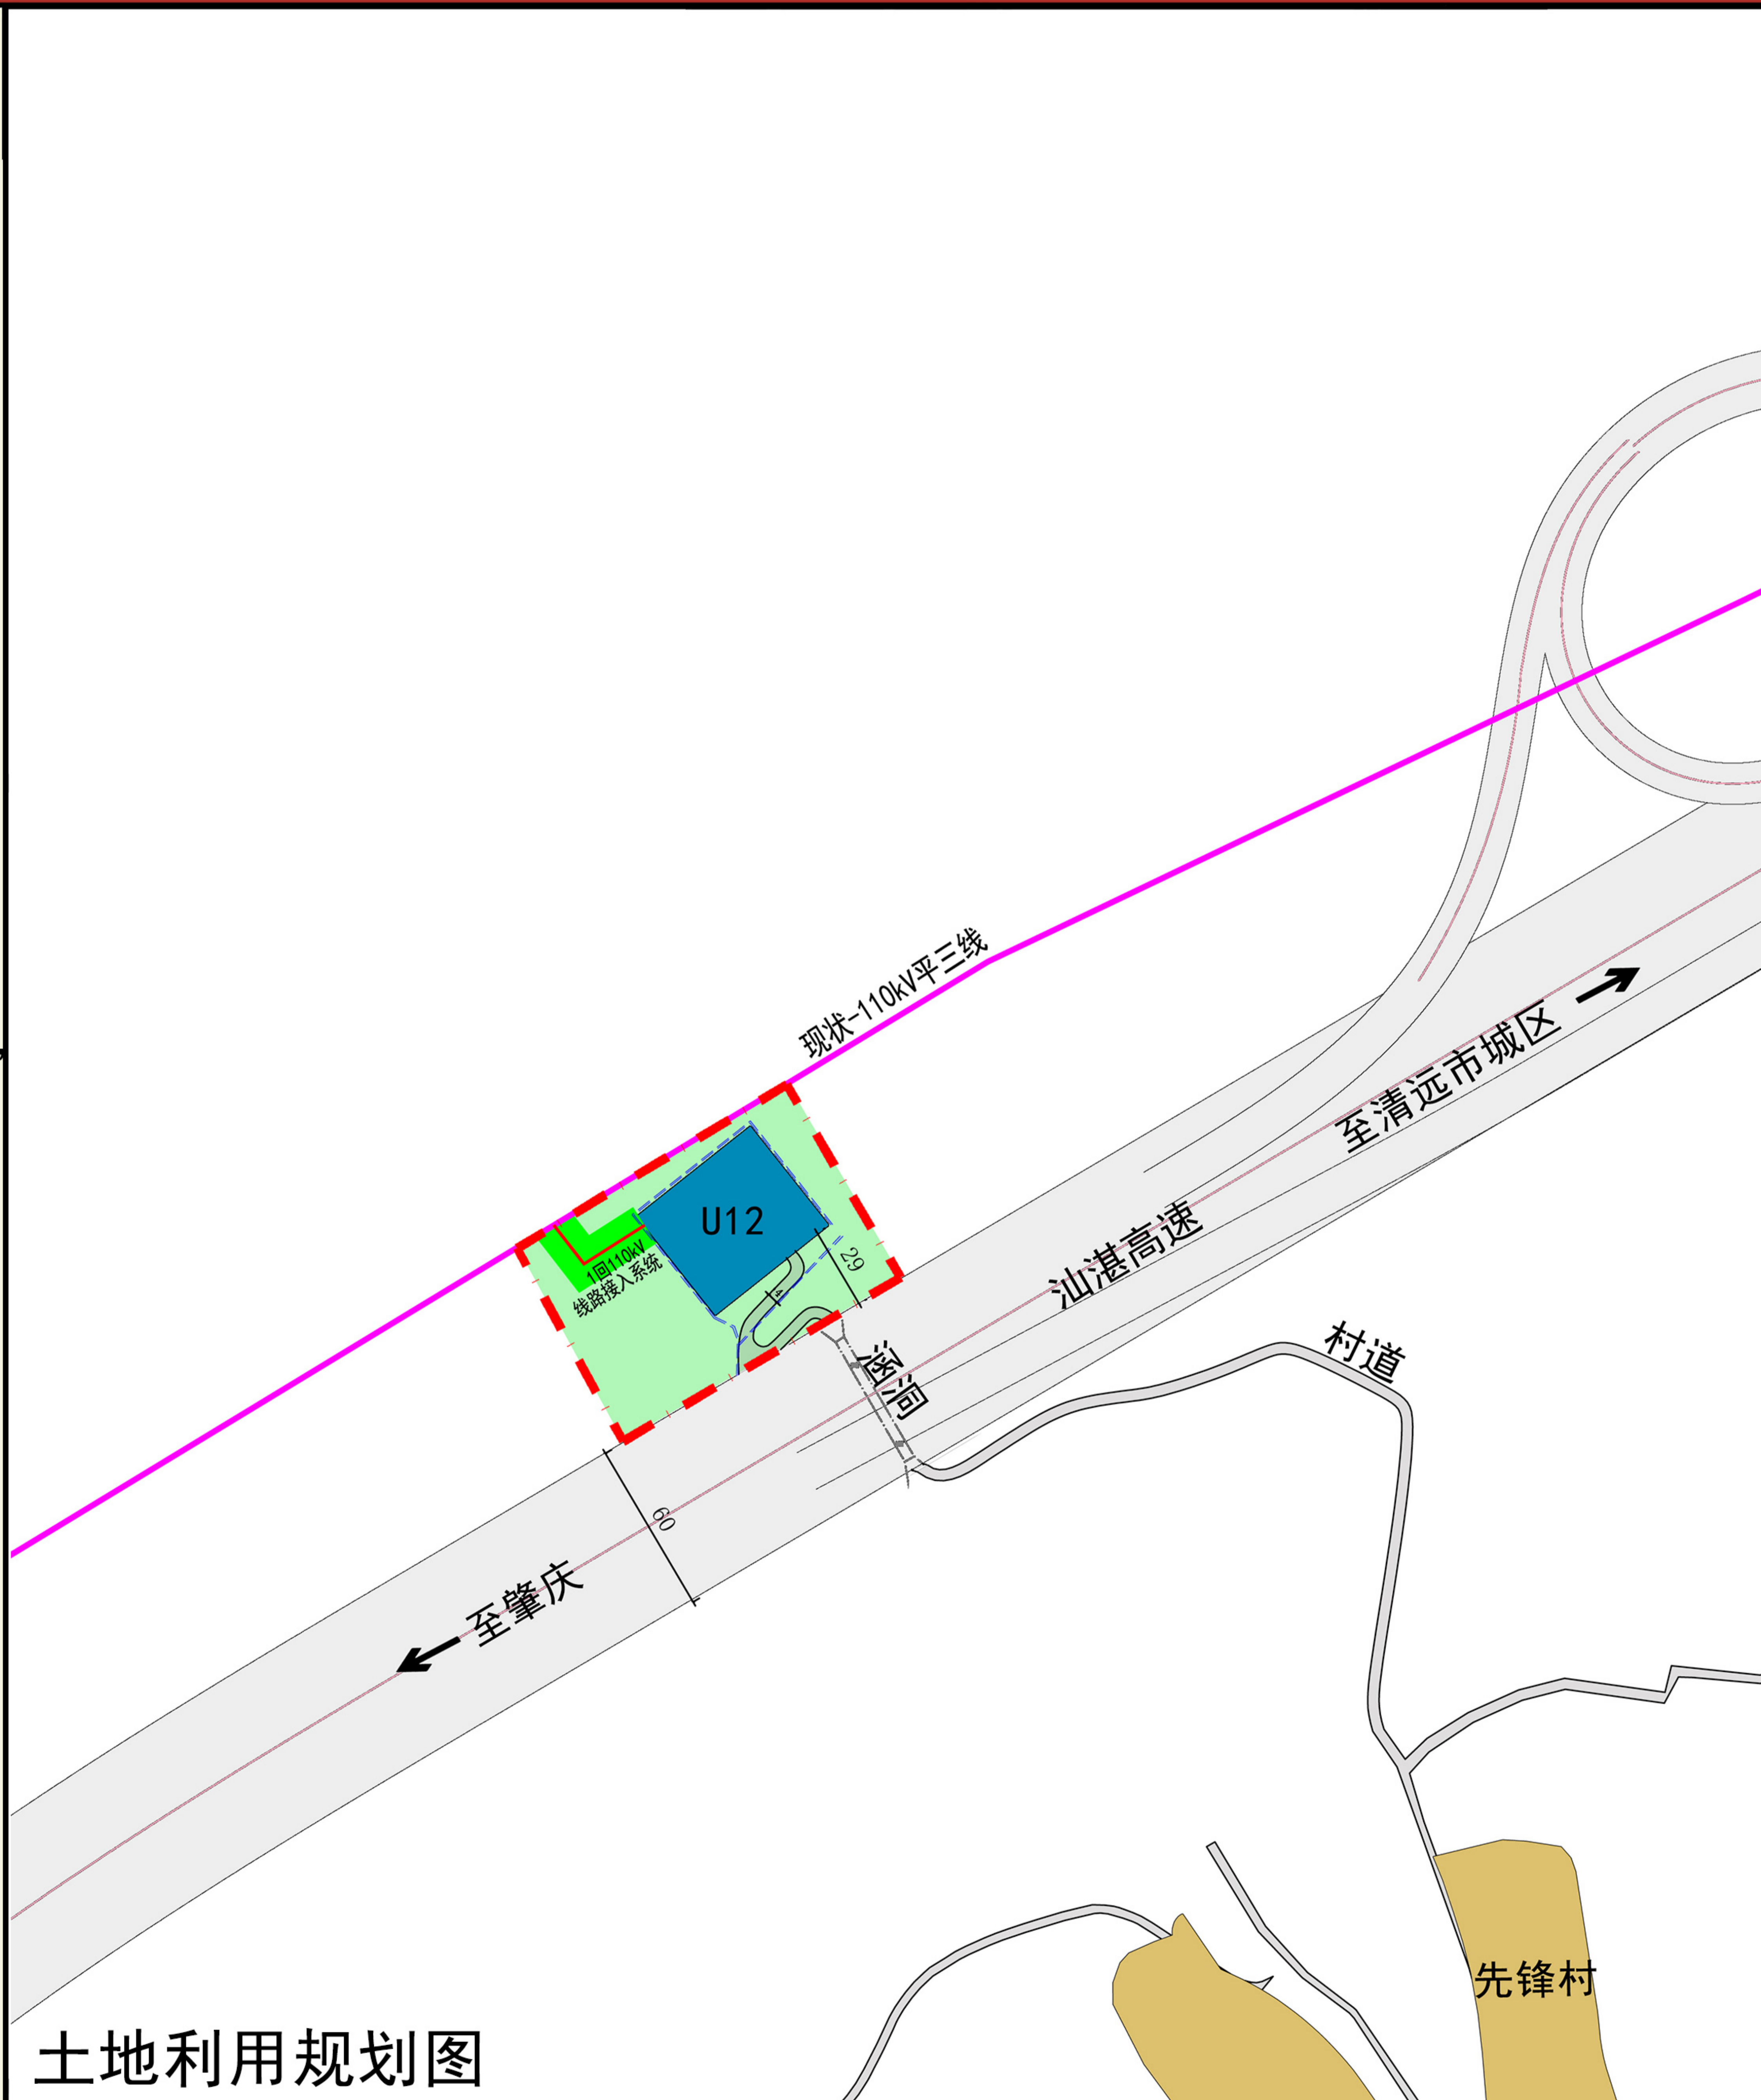 现状-110kV平三线
至清远市城区
U12
汕湛高速
29
1回110kV
线路接入系统
4
涵洞
村道
60
至肇庆
先锋村
土地利用规划图